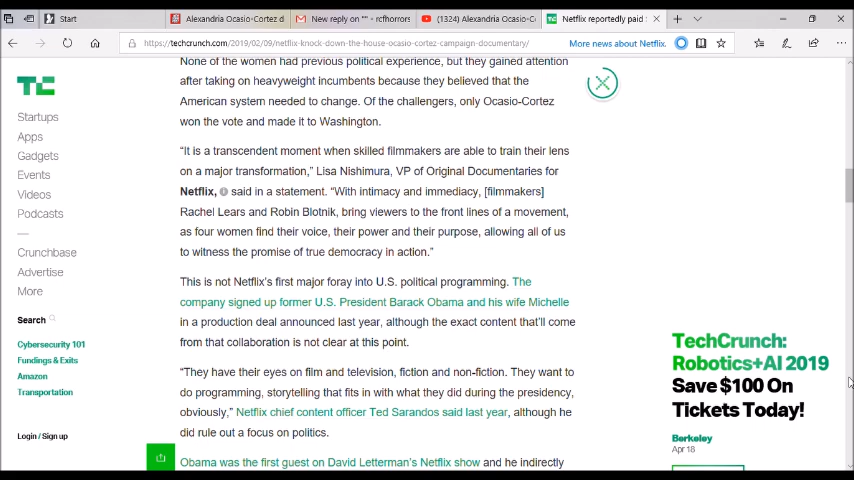 Start
Alexandria Ocasio-Cortez d
New reply on "" - rcfhorrors
(1324) Alexandria Ocasio-C
Netflix reportedly paid
https://techcrunch.com/2019/02/09/netflix-knock-down-the-house-ocasio-cortez-campaign-documentary/
More news about Netflix.
TC
Startups
Apps
Gadgets
Events
Videos
Podcasts
—
Crunchbase
Advertise
More
Search
Cybersecurity 101
Fundings & Exits
Amazon
Transportation
Login / Sign up
None of the women had previous political experience, but they gained attention
after taking on heavyweight incumbents because they believed that the
American system needed to change. Of the challengers, only Ocasio-Cortez
won the vote and made it to Washington.
“It is a transcendent moment when skilled filmmakers are able to train their lens
on a major transformation,” Lisa Nishimura, VP of Original Documentaries for
Netflix, said in a statement. “With intimacy and immediacy, [filmmakers]
Rachel Lears and Robin Blotnik, bring viewers to the front lines of a movement,
as four women find their voice, their power and their purpose, allowing all of us
to witness the promise of true democracy in action.”
This is not Netflix’s first major foray into U.S. political programming. The
company signed up former U.S. President Barack Obama and his wife Michelle
in a production deal announced last year, although the exact content that’ll come
from that collaboration is not clear at this point.
“They have their eyes on film and television, fiction and non-fiction. They want to
do programming, storytelling that fits in with what they did during the presidency,
obviously,” Netflix chief content officer Ted Sarandos said last year, although he
did rule out a focus on politics.
Obama was the first guest on David Letterman’s Netflix show and he indirectly
TechCrunch:
Robotics+AI 2019
Save $100 On
Tickets Today!
Berkeley
Apr 18